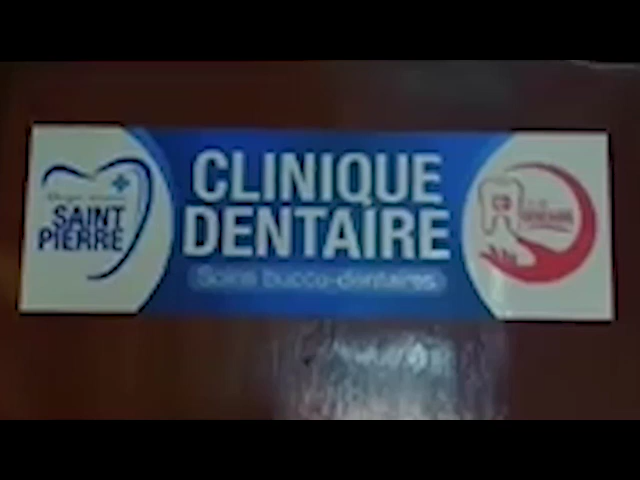 SAINT
PIERRE
CLINIQUE
DENTAIRE
Soins bucco-dentaires